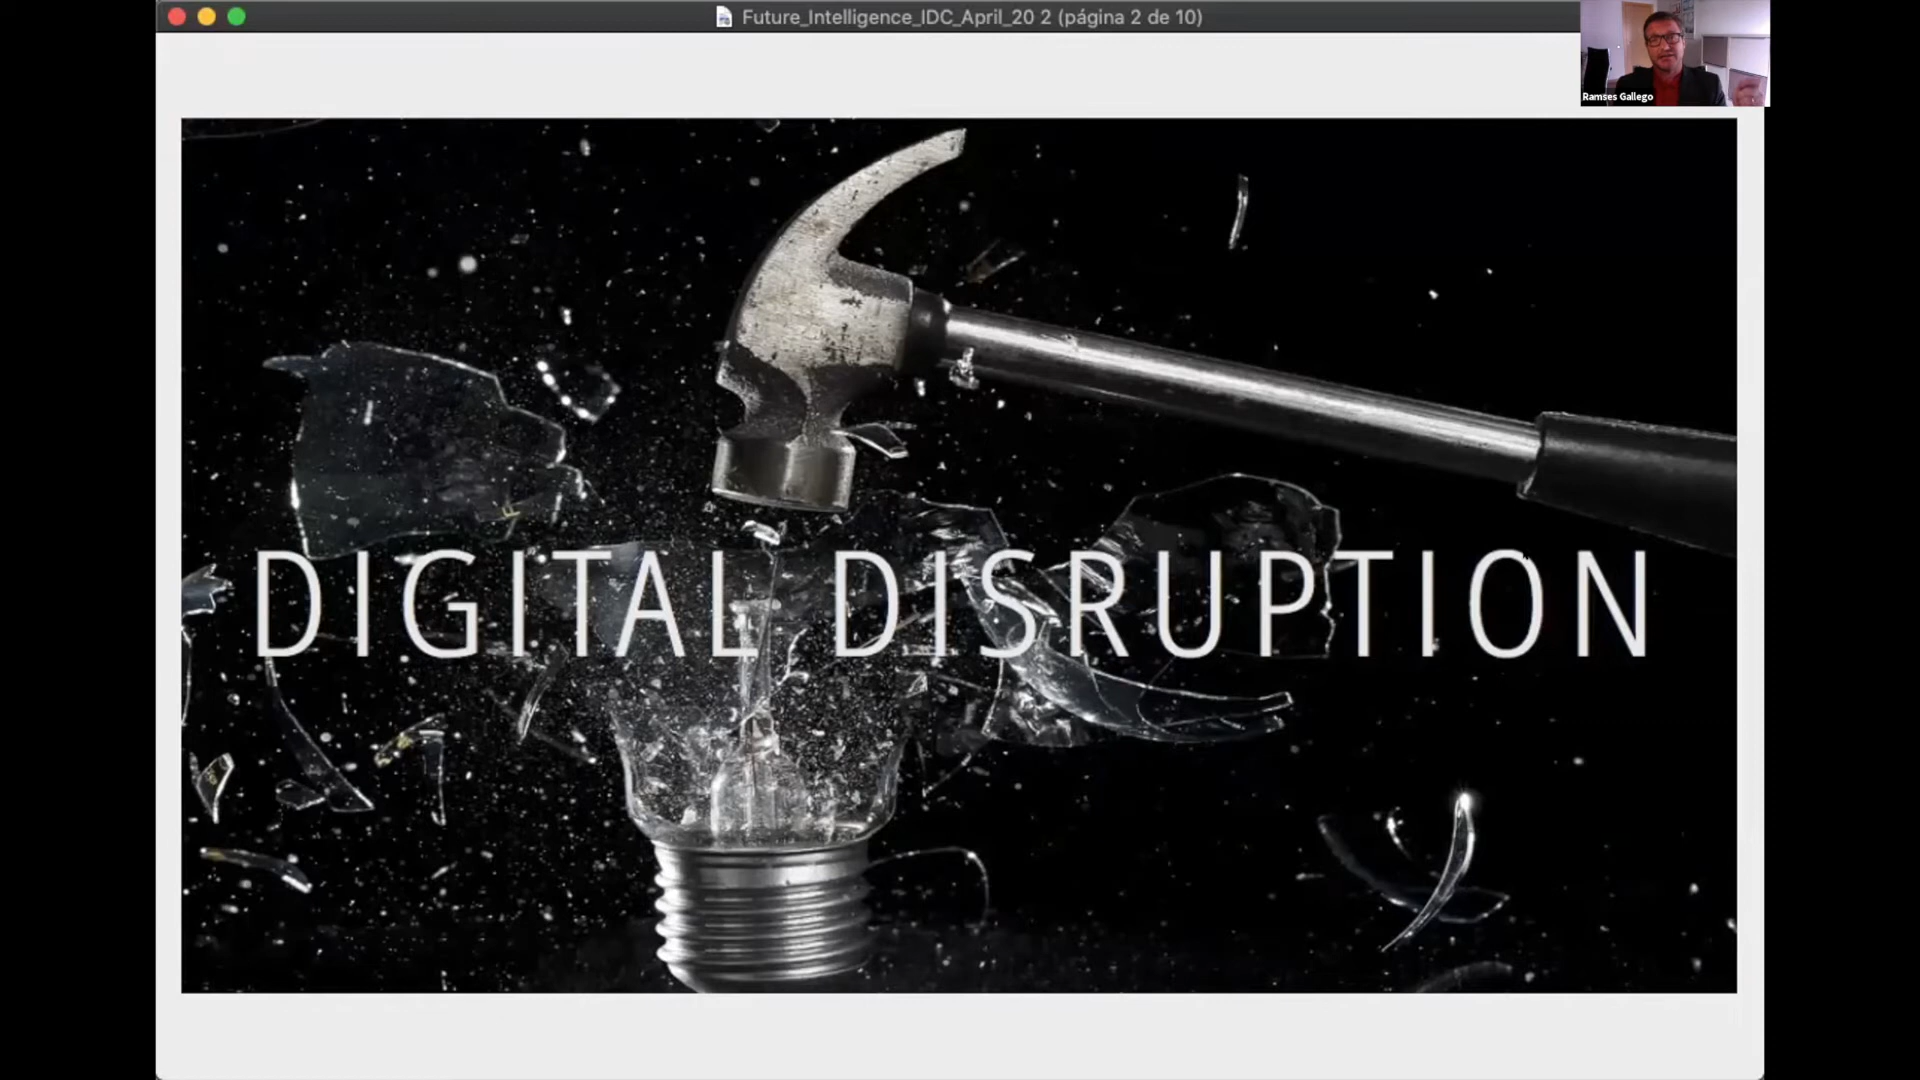 Future_Intelligence_IDC_April_20 2 (página 2 de 10)
Ramses Gallego
DIGITAL DISRUPTION